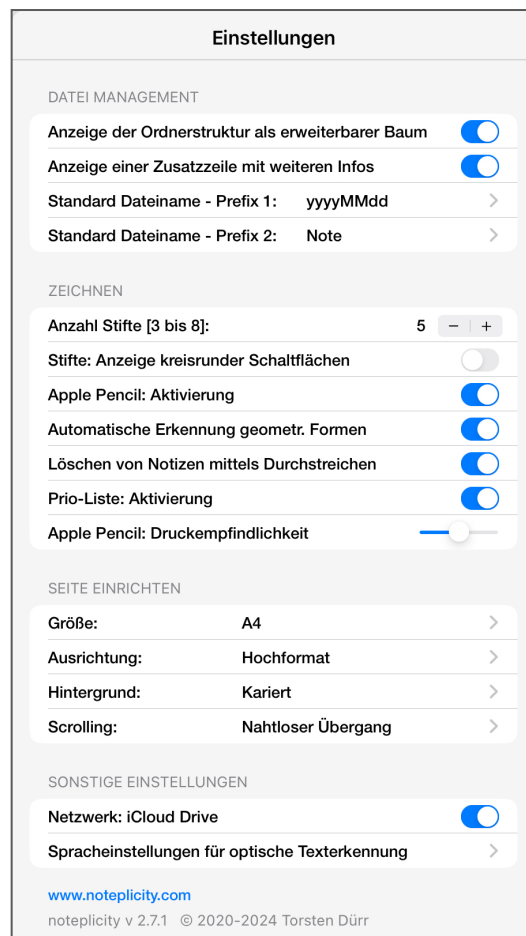 Einstellungen
DATEI MANAGEMENT
Anzeige der Ordnerstruktur als erweiterbarer Baum
Anzeige einer Zusatzzeile mit weiteren Infos
Standard Dateiname - Prefix 1: yyyyMMdd
Standard Dateiname - Prefix 2: Note
ZEICHNEN
Anzahl Stifte [3 bis 8]: 5 − +
Stifte: Anzeige kreisrunder Schaltflächen
Apple Pencil: Aktivierung
Automatische Erkennung geometr. Formen
Löschen von Notizen mittels Durchstreichen
Prio-Liste: Aktivierung
Apple Pencil: Druckempfindlichkeit
SEITE EINRICHTEN
Größe: A4
Ausrichtung: Hochformat
Hintergrund: Kariert
Scrolling: Nahtloser Übergang
SONSTIGE EINSTELLUNGEN
Netzwerk: iCloud Drive
Spracheinstellungen für optische Texterkennung
www.noteplicity.com
noteplicity v 2.7.1 © 2020-2024 Torsten Dürr